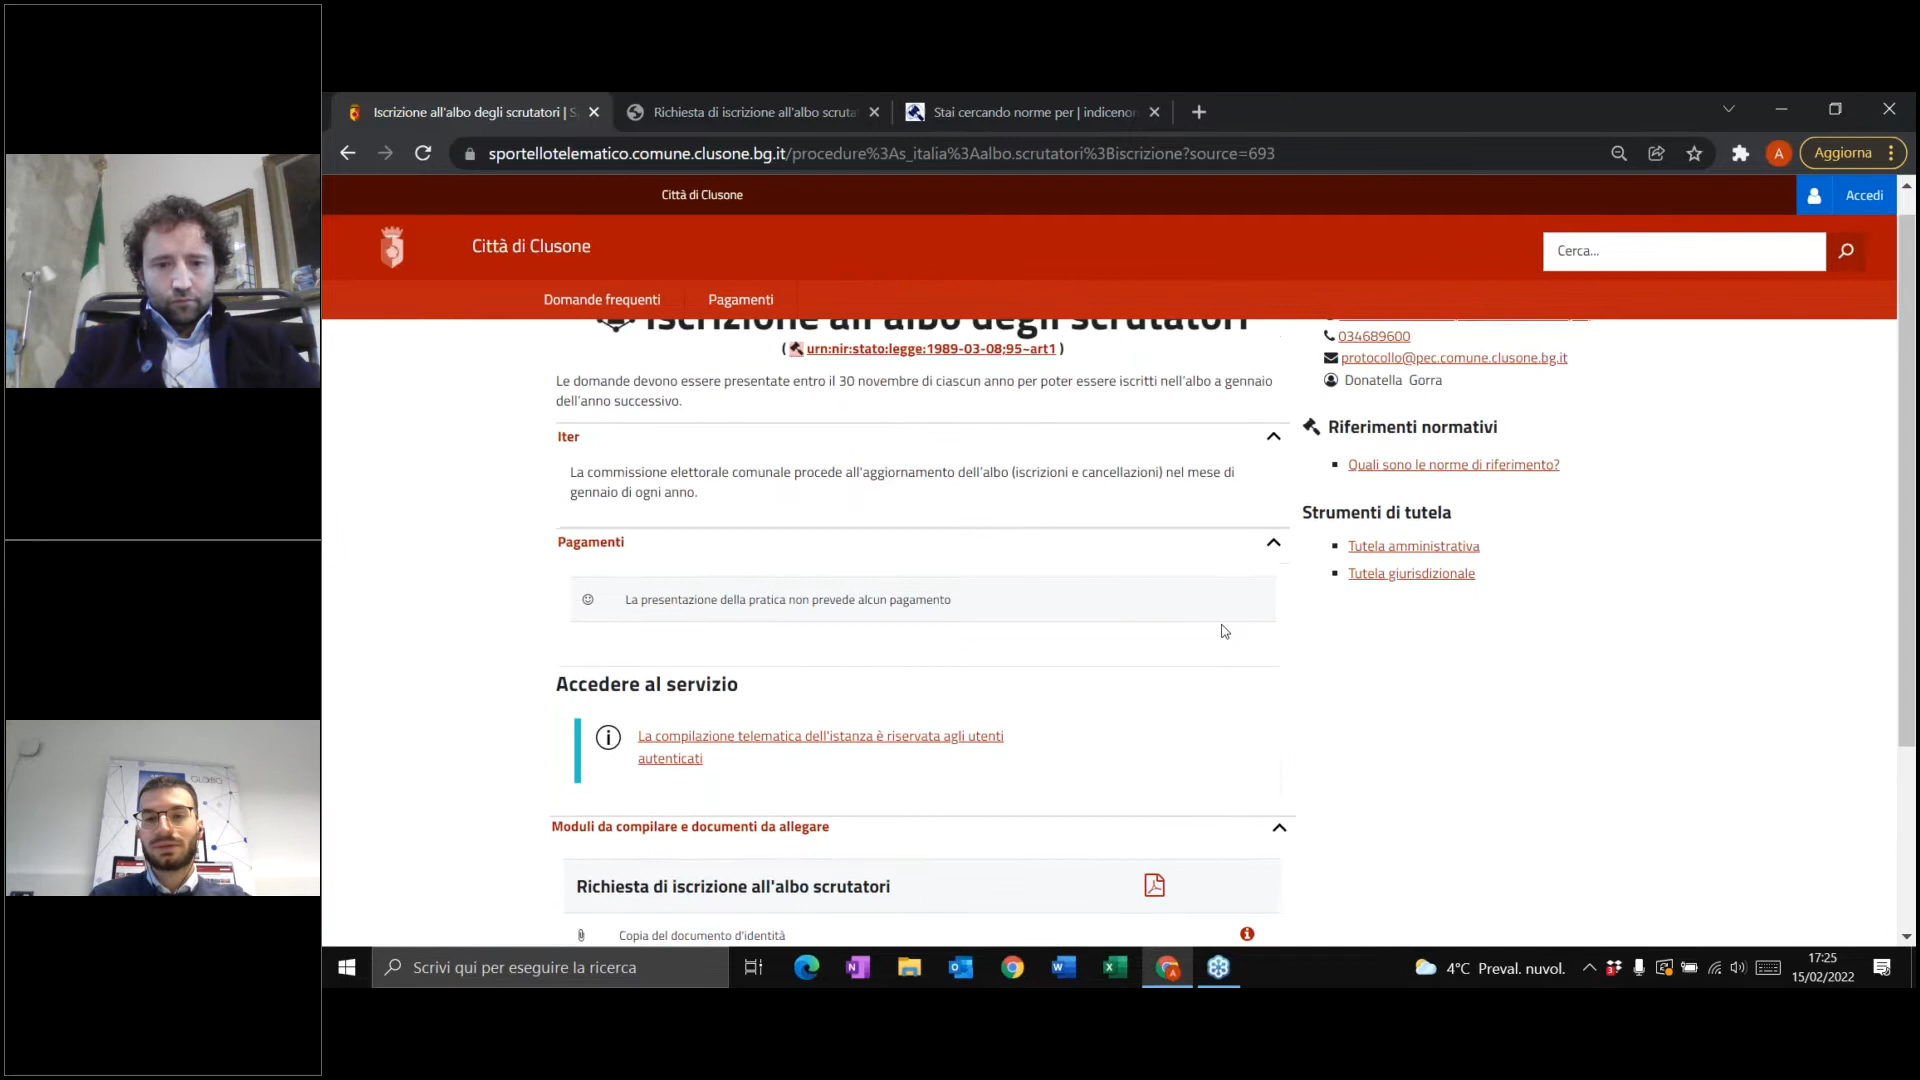 Iscrizione all'albo degli scrutatori | S
Richiesta di iscrizione all'albo scruta
Stai cercando norme per | indicenor
sportellotelematico.comune.clusone.bg.it/procedure%3As_italia%3Aalbo.scrutatori%3Biscrizione?source=693
A
Aggiorna
Città di Clusone
Accedi
Città di Clusone
Cerca...
Domande frequenti
Pagamenti
Iscrizione all'albo degli scrutatori
( urn:nir:stato:legge:1989-03-08;95~art1 )
Le domande devono essere presentate entro il 30 novembre di ciascun anno per poter essere iscritti nell'albo a gennaio
dell'anno successivo.
Iter
La commissione elettorale comunale procede all'aggiornamento dell'albo (iscrizioni e cancellazioni) nel mese di
gennaio di ogni anno.
Pagamenti
La presentazione della pratica non prevede alcun pagamento
Accedere al servizio
La compilazione telematica dell'istanza è riservata agli utenti
autenticati
Moduli da compilare e documenti da allegare
Richiesta di iscrizione all'albo scrutatori
Copia del documento d'identità
034689600
protocollo@pec.comune.clusone.bg.it
Donatella Gorra
Riferimenti normativi
Quali sono le norme di riferimento?
Strumenti di tutela
Tutela amministrativa
Tutela giurisdizionale
Scrivi qui per eseguire la ricerca
4°C Preval. nuvol.
17:25
15/02/2022